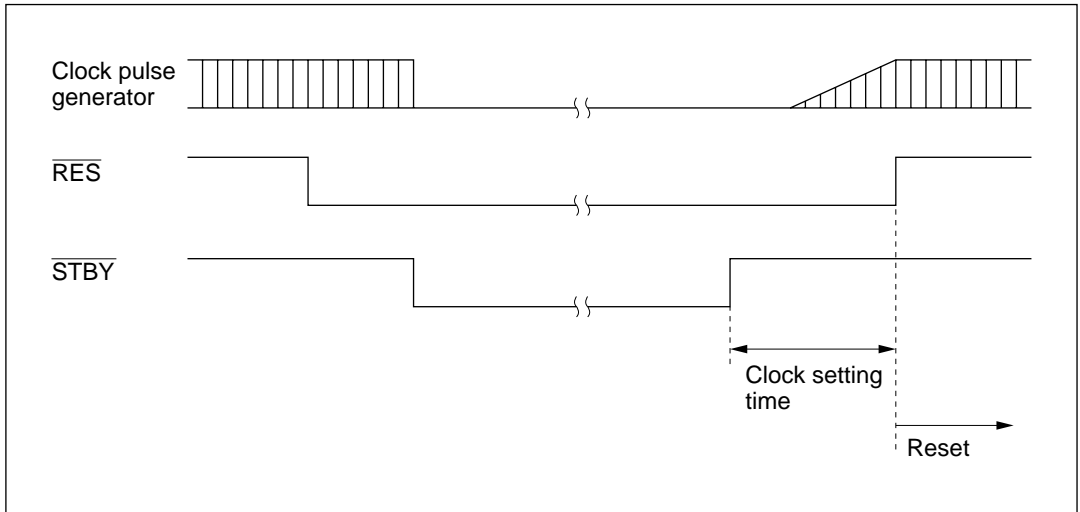 Clock pulse
generator
RES
STBY
Clock setting
time
Reset